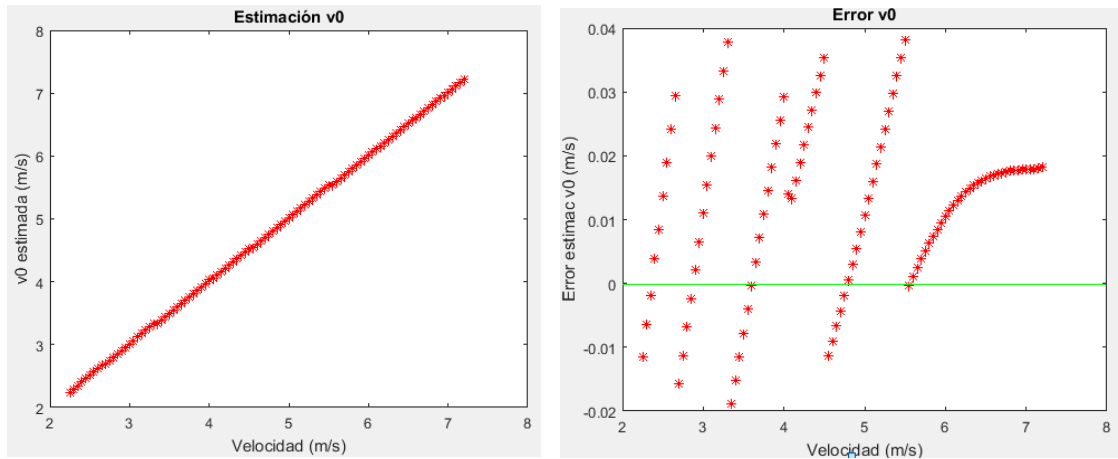 Estimación v0
v0 estimada (m/s)
8
7
6
5
4
3
2
2 3 4 5 6 7 8
Velocidad (m/s)
Error v0
Error estimac v0 (m/s)
0.04
0.03
0.02
0.01
0
-0.01
-0.02
2 3 4 5 6 7 8
Velocidad (m/s)